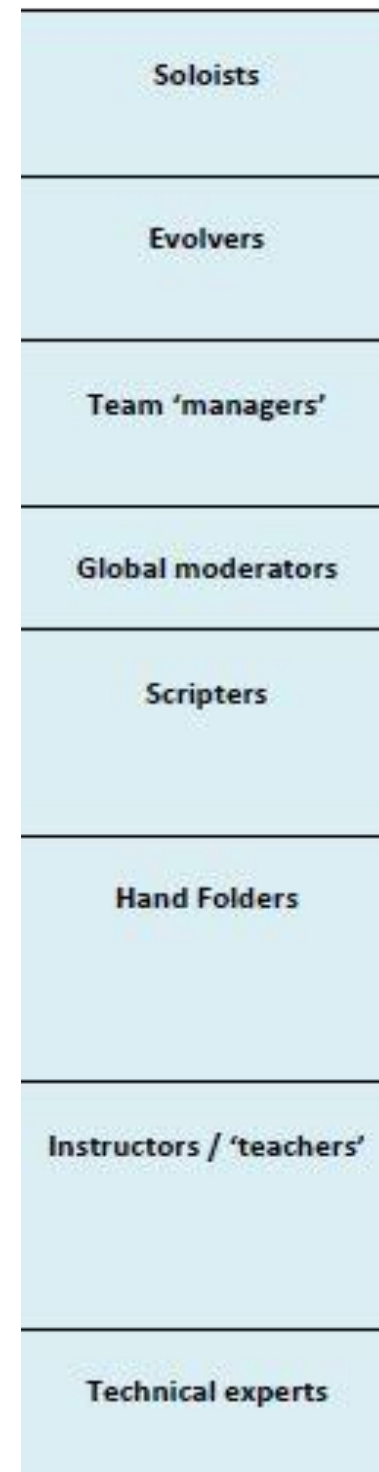 Soloists
Evolvers
Team ‘managers’
Global moderators
Scripters
Hand Folders
Instructors / ‘teachers’
Technical experts